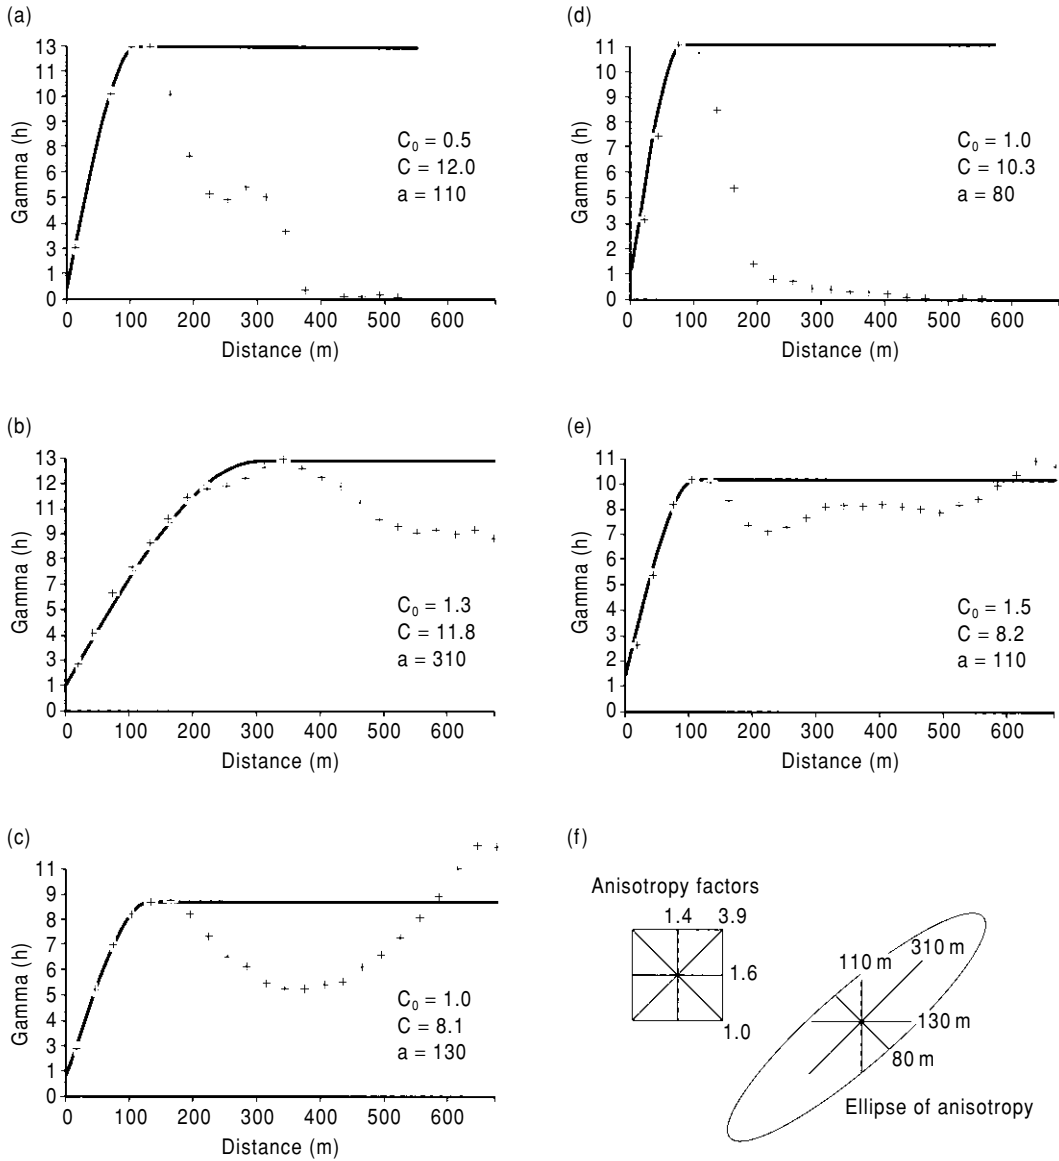 (a)
13
11
10
9
8
6
5
4
3
1
0
Gamma (h)
C₀ = 0.5
C = 12.0
a = 110
0 100 200 300 400 500 600
Distance (m)
(d)
11
10
9
8
7
6
5
4
3
2
1
0
Gamma (h)
C₀ = 1.0
C = 10.3
a = 80
0 100 200 300 400 500 600
Distance (m)
(b)
13
12
10
9
7
6
5
4
3
1
0
Gamma (h)
C₀ = 1.3
C = 11.8
a = 310
0 100 200 300 400 500 600
Distance (m)
(e)
11
10
9
8
7
6
5
4
3
2
1
0
Gamma (h)
C₀ = 1.5
C = 8.2
a = 110
0 100 200 300 400 500 600
Distance (m)
(c)
11
9
8
7
6
5
4
3
2
1
0
Gamma (h)
C₀ = 1.0
C = 8.1
a = 130
0 100 200 300 400 500 600
Distance (m)
(f)
Anisotropy factors
1.4 3.9
1.6
1.0
110 m 310 m
130 m
80 m
Ellipse of anisotropy